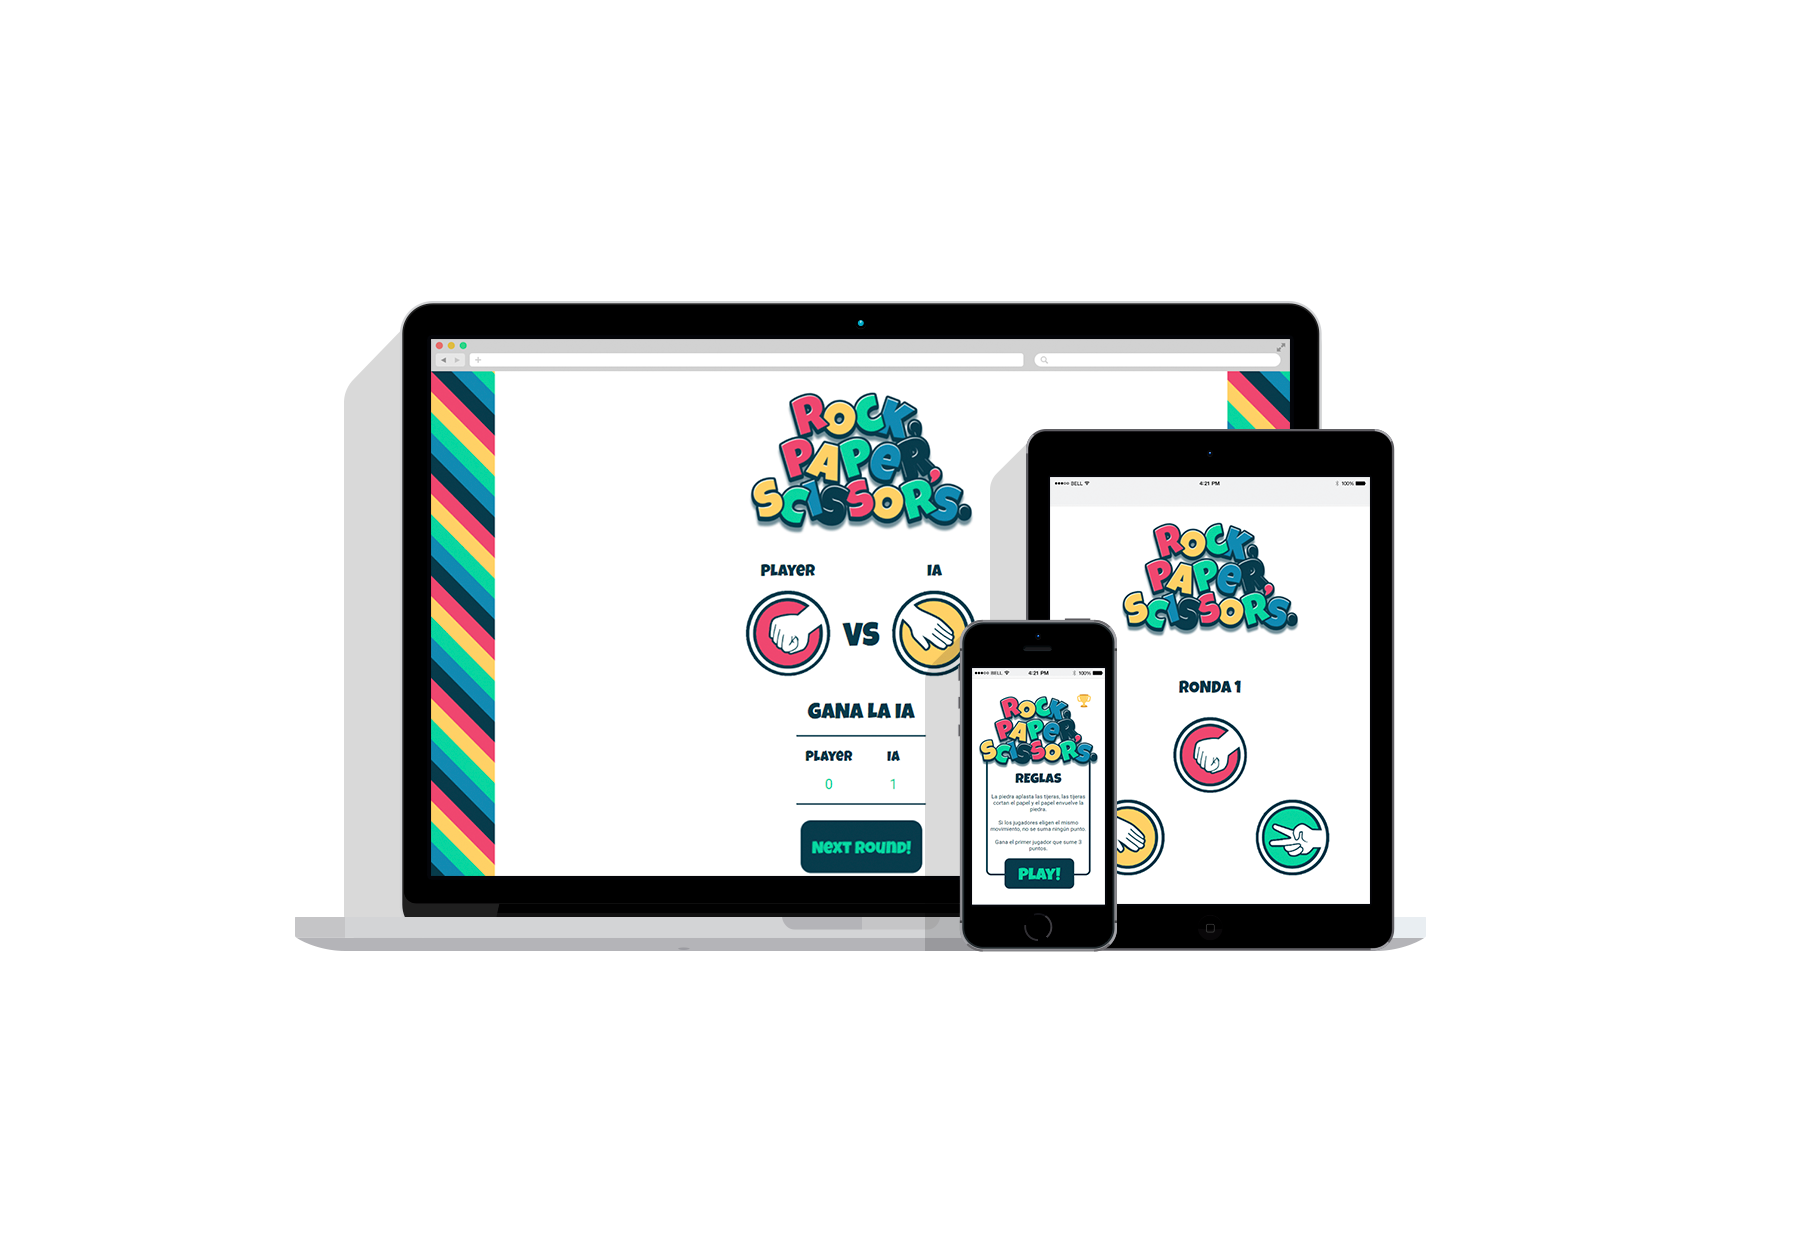 ROCK,
PAPER,
SCISSOR'S.
PLAYER
IA
VS
GANA LA IA
PLAYER
IA
0
1
NEXT ROUND!
BELL
4:21 PM
100%
ROCK,
PAPER,
SCISSOR'S.
RONDA 1
BELL
4:21 PM
100%
ROCK,
PAPER,
SCISSOR'S.
REGLAS
La piedra aplasta las tijeras, las tijeras
cortan el papel y el papel envuelve la
piedra.
Si los jugadores eligen el mismo
movimiento, no se suma ningún punto.
Gana el primer jugador que sume 3
puntos.
PLAY!